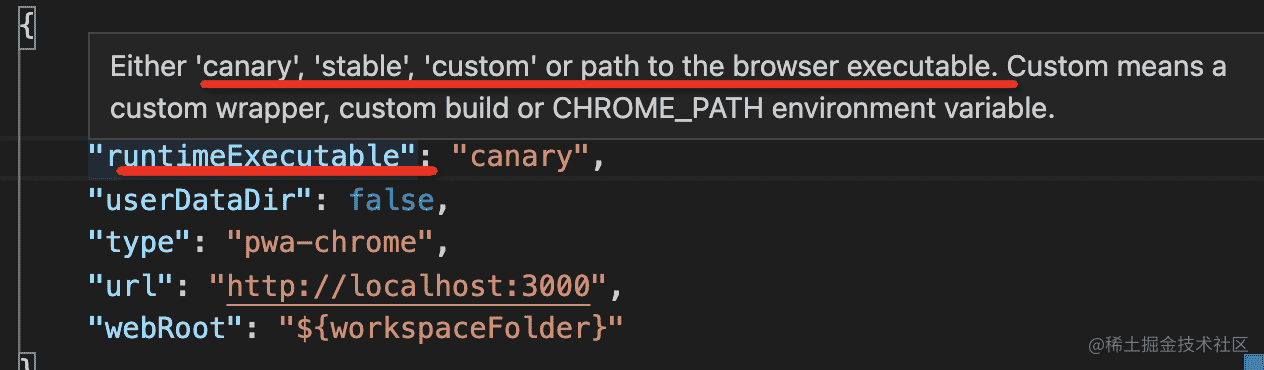 {
Either 'canary', 'stable', 'custom' or path to the browser executable. Custom means a
custom wrapper, custom build or CHROME_PATH environment variable.
"runtimeExecutable": "canary",
"userDataDir": false,
"type": "pwa-chrome",
"url": "http://localhost:3000",
"webRoot": "${workspaceFolder}"
}
@稀土掘金技术社区